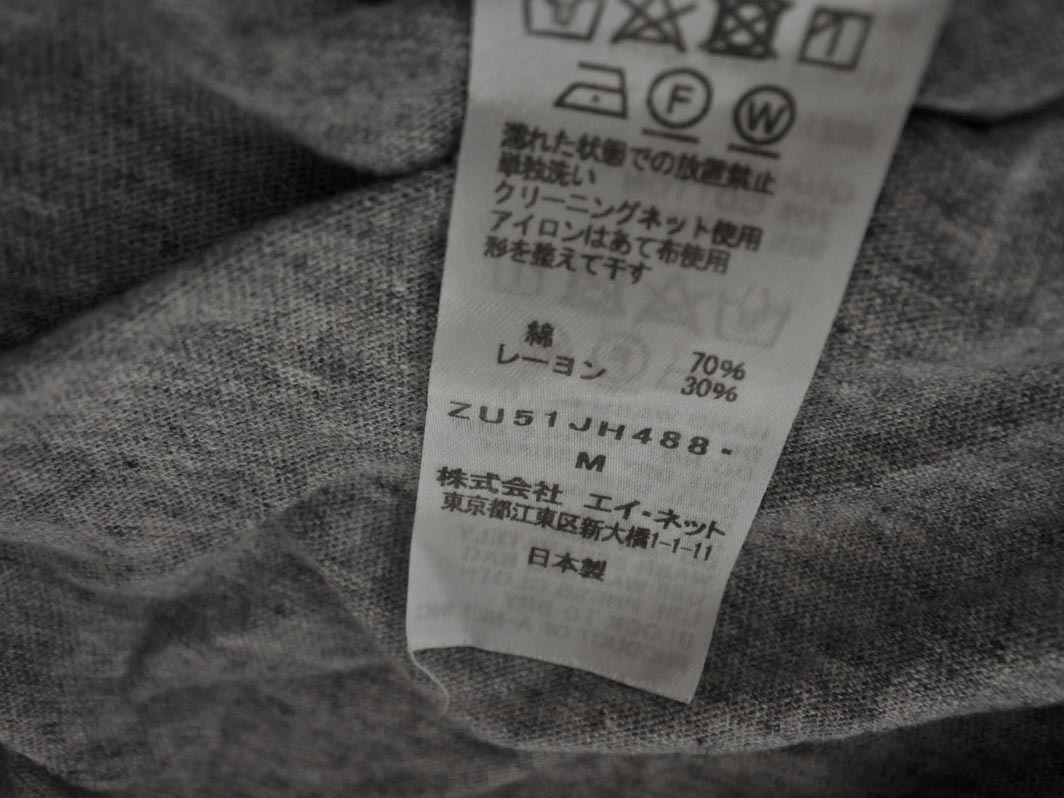 F W
濡れた状態での放置禁止
単独洗い
クリーニングネット使用
アイロンはあて布使用
形を整えて干す
綿 70%
レーヨン 30%
ZU51JH488-
M
株式会社 エイ・ネット
東京都江東区新大橋1-1-11
日本製